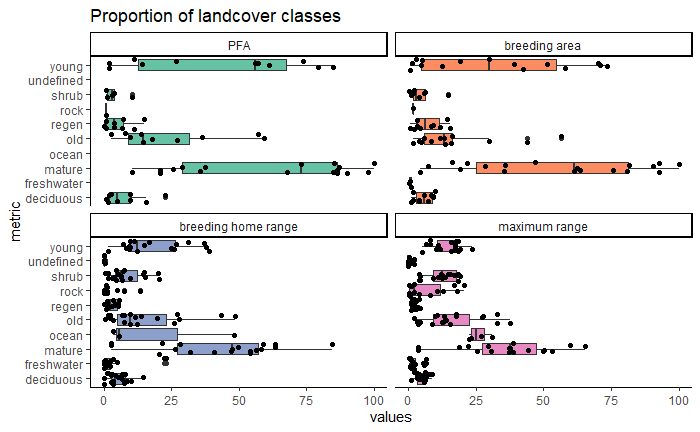 Proportion of landcover classes
PFA
breeding area
young
undefined
shrub
rock
regen
old
ocean
mature
freshwater
deciduous
metric
breeding home range
maximum range
young
undefined
shrub
rock
regen
old
ocean
mature
freshwater
deciduous
0 25 50 75 100 0 25 50 75 100
values